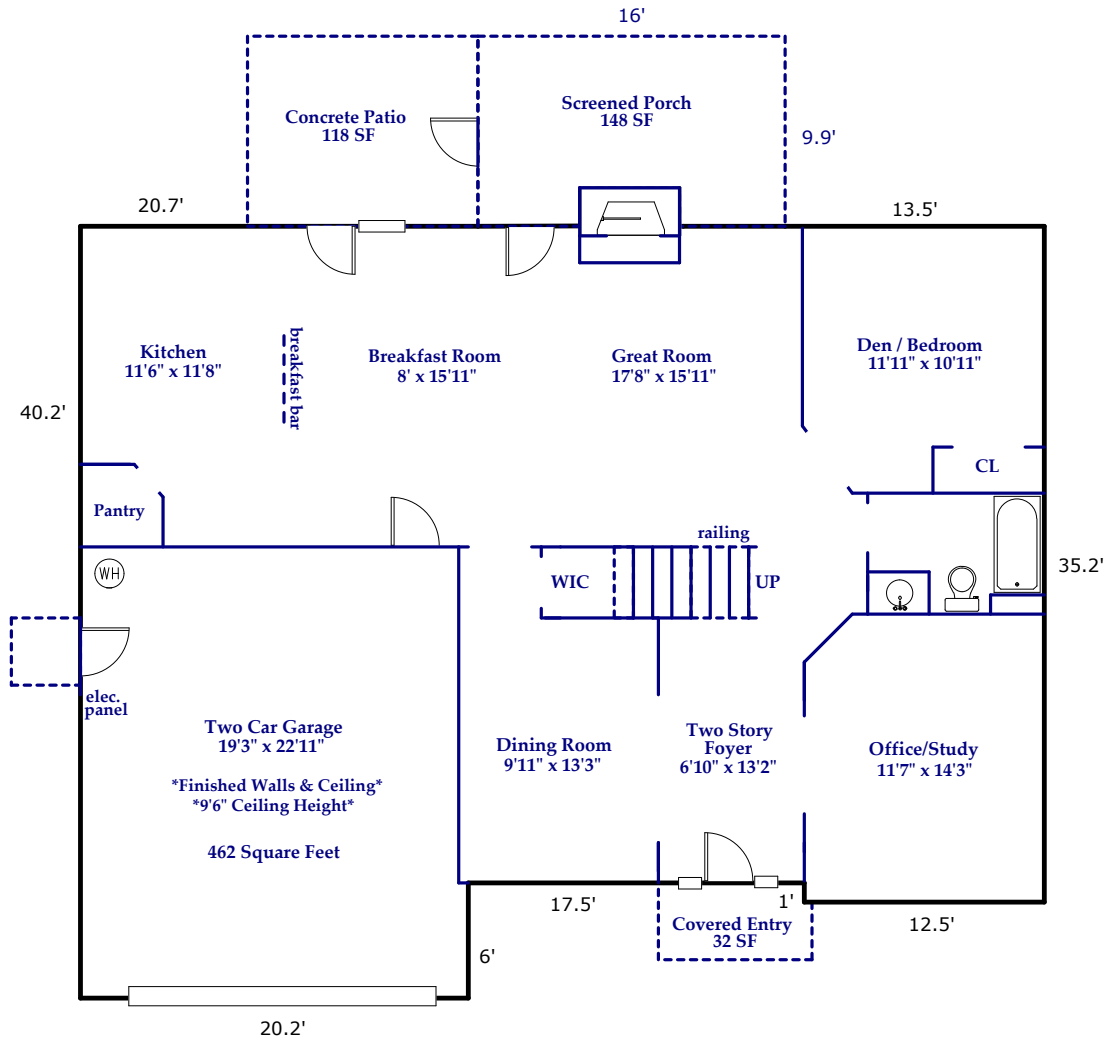 16'
Concrete Patio
118 SF
Screened Porch
148 SF
9.9'
20.7'
13.5'
Kitchen
11'6" x 11'8"
breakfast bar
Breakfast Room
8' x 15'11"
Great Room
17'8" x 15'11"
Den / Bedroom
11'11" x 10'11"
40.2'
CL
Pantry
railing
WH
WIC
UP
35.2'
elec.
panel
Two Car Garage
19'3" x 22'11"
*Finished Walls & Ceiling*
*9'6" Ceiling Height*
462 Square Feet
Dining Room
9'11" x 13'3"
Two Story
Foyer
6'10" x 13'2"
Office/Study
11'7" x 14'3"
17.5'
1'
Covered Entry
32 SF
12.5'
6'
20.2'